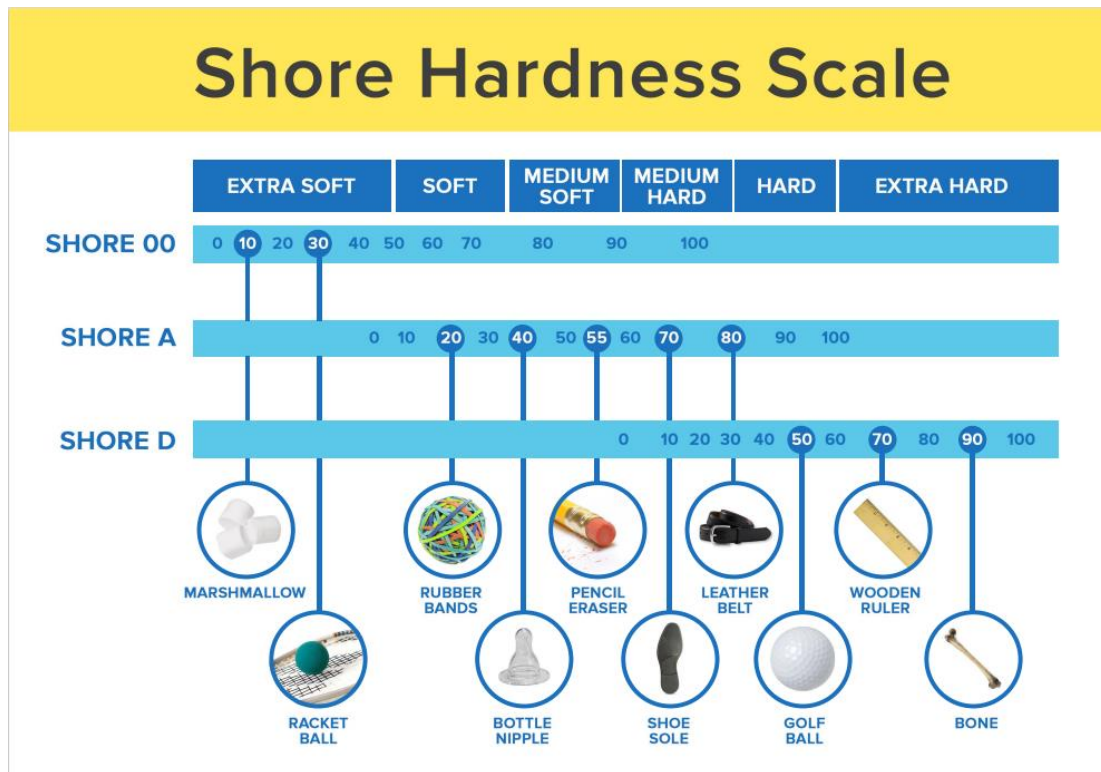 Shore Hardness Scale
EXTRA SOFT
SOFT
MEDIUM
SOFT
MEDIUM
HARD
HARD
EXTRA HARD
SHORE 00
0 10 20 30 40 50 60 70 80 90 100
SHORE A
0 10 20 30 40 50 55 60 70 80 90 100
SHORE D
0 10 20 30 40 50 60 70 80 90 100
MARSHMALLOW
RUBBER
BANDS
PENCIL
ERASER
LEATHER
BELT
WOODEN
RULER
RACKET
BALL
BOTTLE
NIPPLE
SHOE
SOLE
GOLF
BALL
BONE